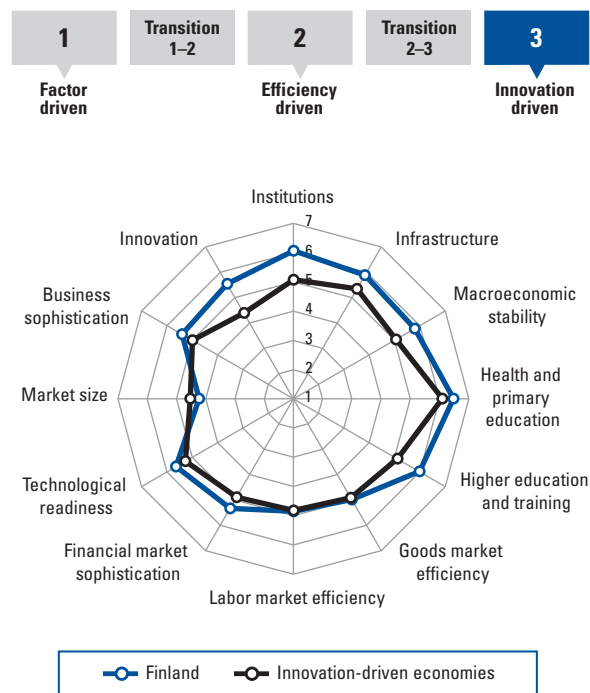 1
Transition
1–2
2
Transition
2–3
3
Factor
driven
Efficiency
driven
Innovation
driven
Institutions
7
6
5
4
3
2
1
Infrastructure
Macroeconomic
stability
Health and
primary
education
Higher education
and training
Goods market
efficiency
Labor market efficiency
Financial market
sophistication
Technological
readiness
Market size
Business
sophistication
Innovation
Finland
Innovation-driven economies